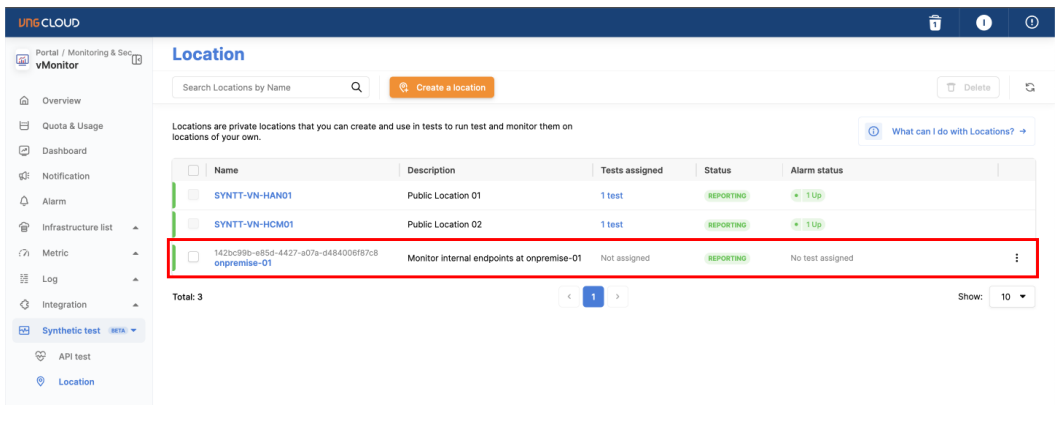 VNG CLOUD
1
I
Portal / Monitoring & Sec
vMonitor
Overview
Quota & Usage
Dashboard
Notification
Alarm
Infrastructure list
Metric
Log
Integration
Synthetic test BETA
API test
Location
Location
Search Locations by Name
Create a location
Delete
Locations are private locations that you can create and use in tests to run test and monitor them on
locations of your own.
What can I do with Locations?
Name Description Tests assigned Status Alarm status
SYNTT-VN-HAN01 Public Location 01 1 test REPORTING 1 Up
SYNTT-VN-HCM01 Public Location 02 1 test REPORTING 1 Up
142bc99b-e85d-4427-a07a-d484006f87c8
onpremise-01 Monitor internal endpoints at onpremise-01 Not assigned REPORTING No test assigned
Total: 3 1 Show: 10